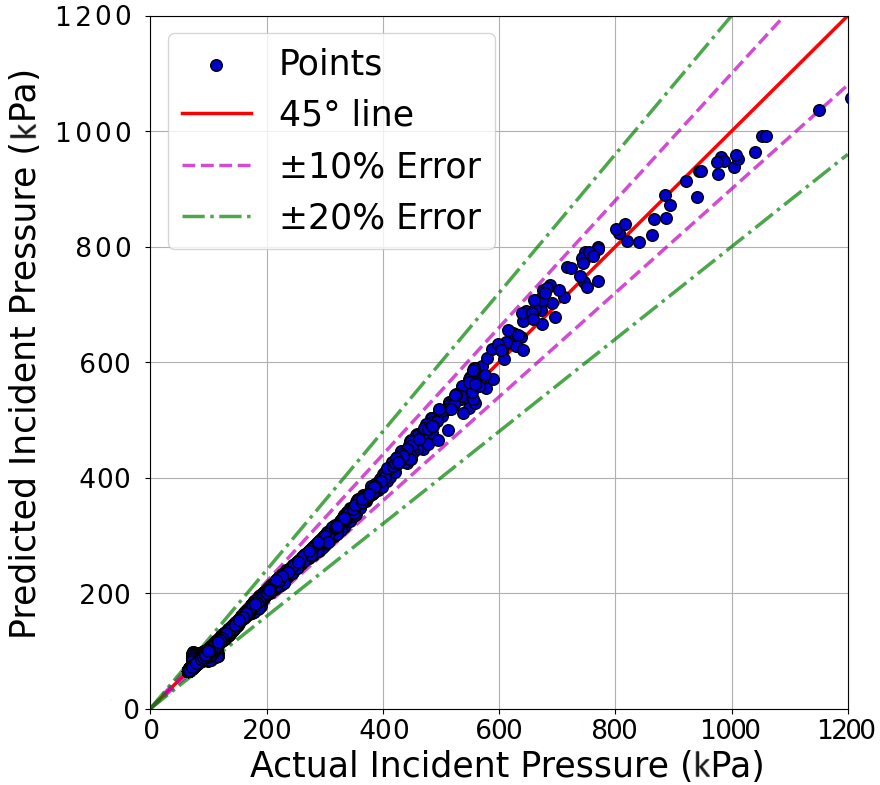 1200
1000
800
600
400
200
0
Predicted Incident Pressure (kPa)
Points
45° line
±10% Error
±20% Error
0 200 400 600 800 1000 1200
Actual Incident Pressure (kPa)